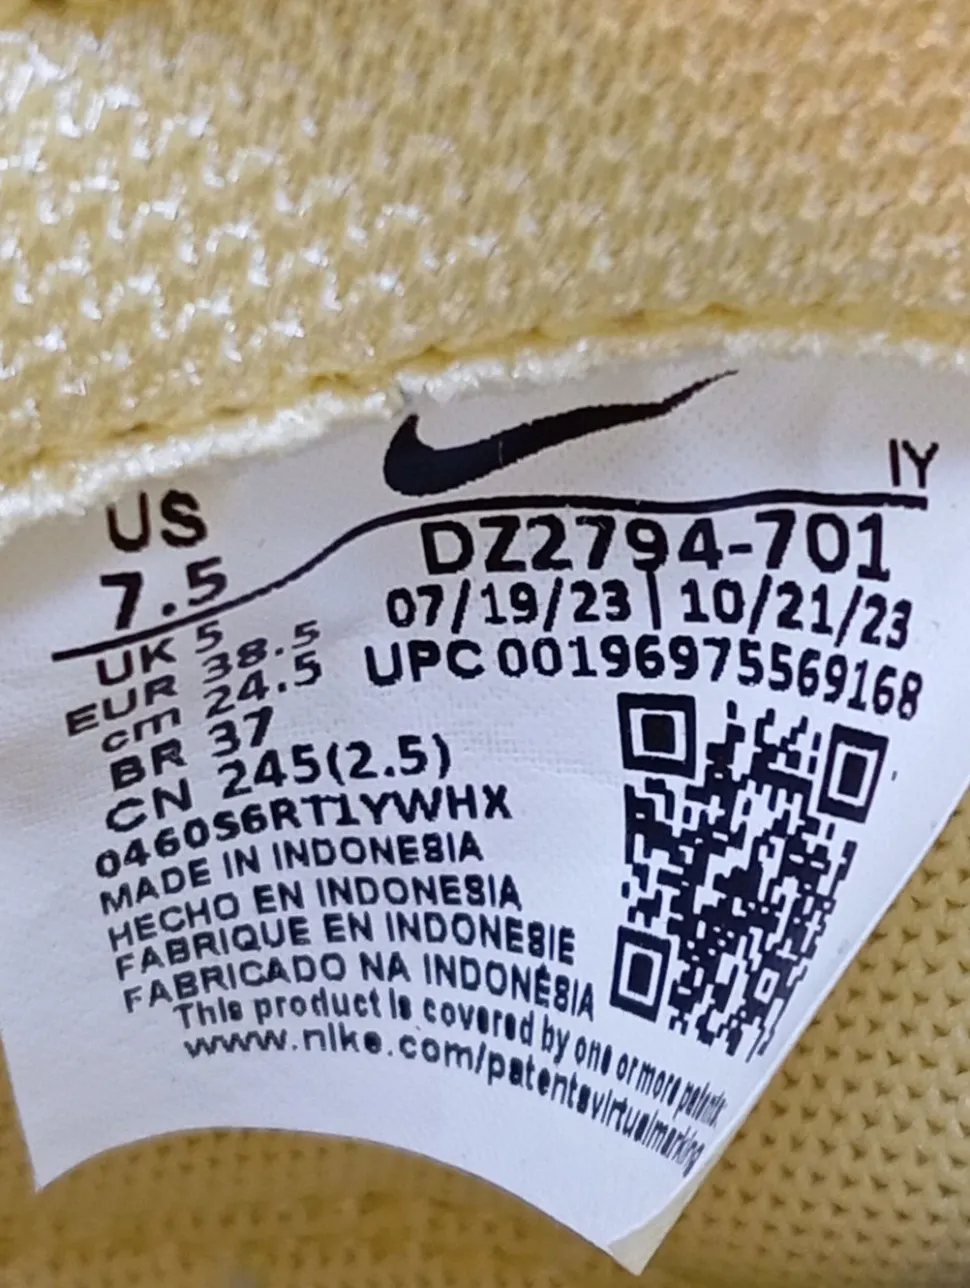 IY
US
7.5
DZ2794-701
07/19/23 | 10/21/23
UPC 00196975569168
UK 5
EUR 38.5
cm 24.5
BR 37
CN 245(2.5)
0460S6RT1YWHX
MADE IN INDONESIA
HECHO EN INDONESIA
FABRIQUE EN INDONESIE
FABRICADO NA INDONÉSIA
This product is covered by one or more patents.
www.nike.com/patentsvirtualmarking